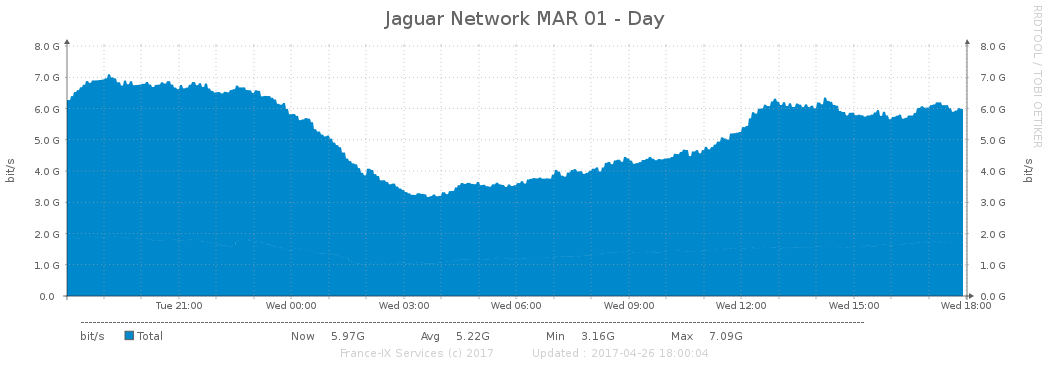 Jaguar Network MAR 01 - Day
RRDTOOL / TOBI OETIKER
bit/s
8.0 G 8.0 G
7.0 G 7.0 G
6.0 G 6.0 G
5.0 G 5.0 G
4.0 G 4.0 G
3.0 G 3.0 G
2.0 G 2.0 G
1.0 G 1.0 G
0.0 0.0 G
bit/s
Tue 21:00 Wed 00:00 Wed 03:00 Wed 06:00 Wed 09:00 Wed 12:00 Wed 15:00 Wed 18:00
bit/s Total Now 5.97G Avg 5.22G Min 3.16G Max 7.09G
France-IX Services (c) 2017 Updated : 2017-04-26 18:00:04